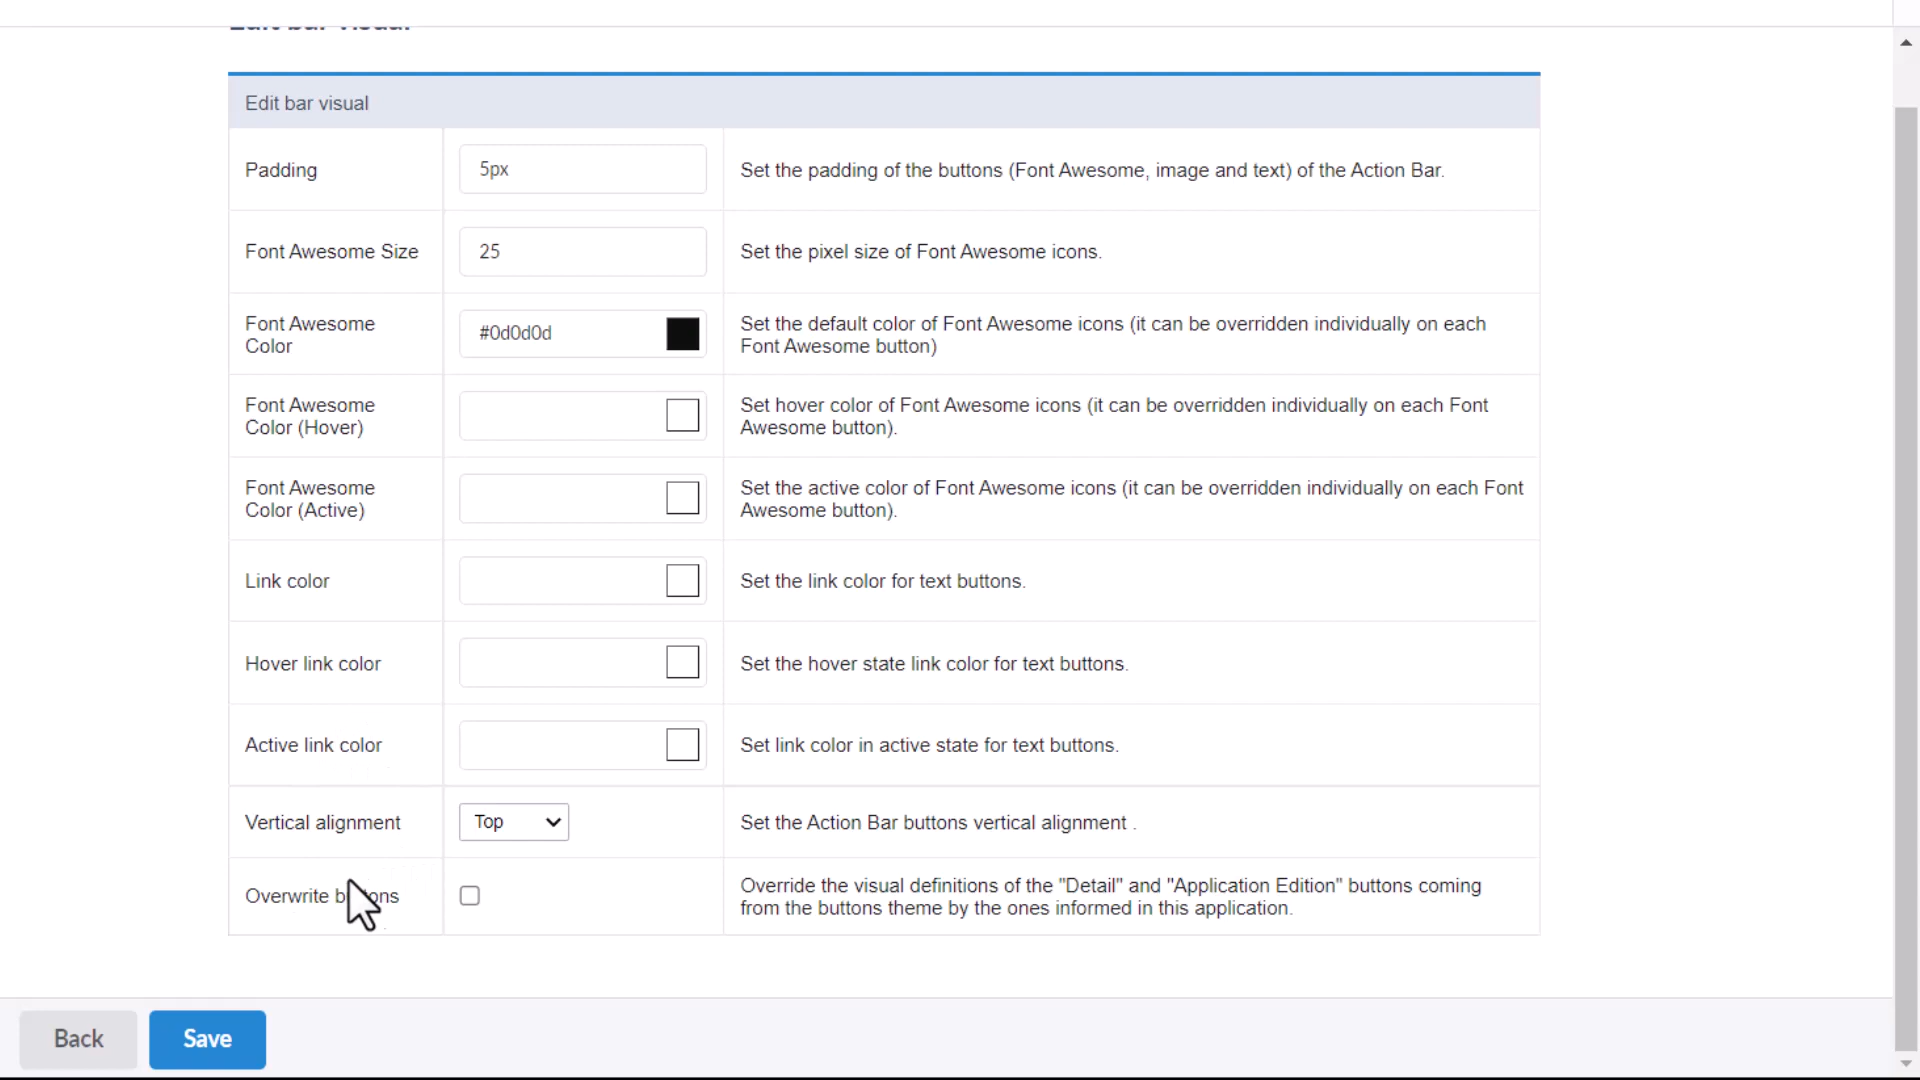 Edit bar visual
Edit bar visual
Padding
5px
Set the padding of the buttons (Font Awesome, image and text) of the Action Bar.
Font Awesome Size
25
Set the pixel size of Font Awesome icons.
Font Awesome
Color
#0d0d0d
Set the default color of Font Awesome icons (it can be overridden individually on each
Font Awesome button)
Font Awesome
Color (Hover)
Set hover color of Font Awesome icons (it can be overridden individually on each Font
Awesome button).
Font Awesome
Color (Active)
Set the active color of Font Awesome icons (it can be overridden individually on each Font
Awesome button).
Link color
Set the link color for text buttons.
Hover link color
Set the hover state link color for text buttons.
Active link color
Set link color in active state for text buttons.
Vertical alignment
Top
Set the Action Bar buttons vertical alignment .
Overwrite buttons
Override the visual definitions of the "Detail" and "Application Edition" buttons coming
from the buttons theme by the ones informed in this application.
Back
Save